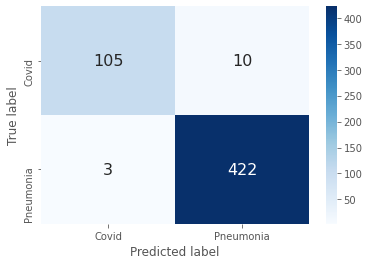 True label
Covid
Pneumonia
105 10
3 422
Covid Pneumonia
Predicted label
400
350
300
250
200
150
100
50